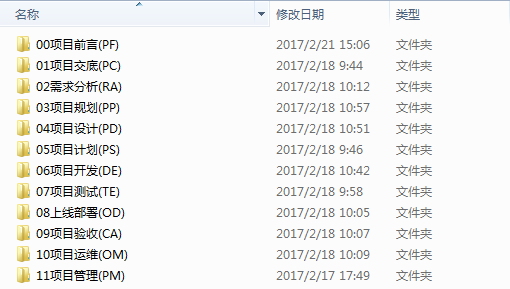 名称 修改日期 类型
00项目前言(PF) 2017/2/21 15:06 文件夹
01项目交底(PC) 2017/2/18 9:44 文件夹
02需求分析(RA) 2017/2/18 10:12 文件夹
03项目规划(PP) 2017/2/18 10:57 文件夹
04项目设计(PD) 2017/2/18 10:51 文件夹
05项目计划(PS) 2017/2/18 9:46 文件夹
06项目开发(DE) 2017/2/18 10:42 文件夹
07项目测试(TE) 2017/2/18 9:58 文件夹
08上线部署(OD) 2017/2/18 10:05 文件夹
09项目验收(CA) 2017/2/18 10:07 文件夹
10项目运维(OM) 2017/2/18 10:09 文件夹
11项目管理(PM) 2017/2/17 17:49 文件夹